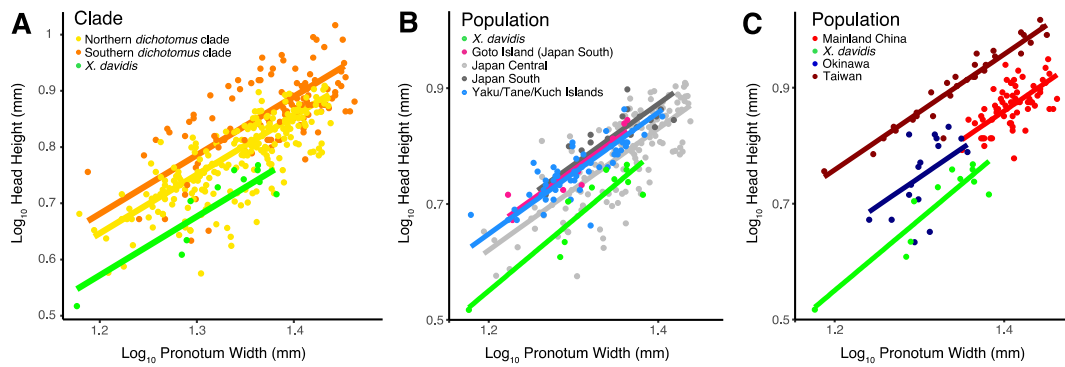 A
Clade
Northern dichotomus clade
Southern dichotomus clade
X. davidis
1
0.9
0.8
0.7
0.6
0.5
1.2
1.3
1.4
Log10 Head Height (mm)
Log10 Pronotum Width (mm)
B
Population
X. davidis
Goto Island (Japan South)
Japan Central
Japan South
Yaku/Tane/Kuch Islands
0.9
0.7
0.5
1.2
1.4
Log10 Head Height (mm)
Log10 Pronotum Width (mm)
C
Population
Mainland China
X. davidis
Okinawa
Taiwan
0.9
0.7
0.5
1.2
1.4
Log10 Head Height (mm)
Log10 Pronotum Width (mm)